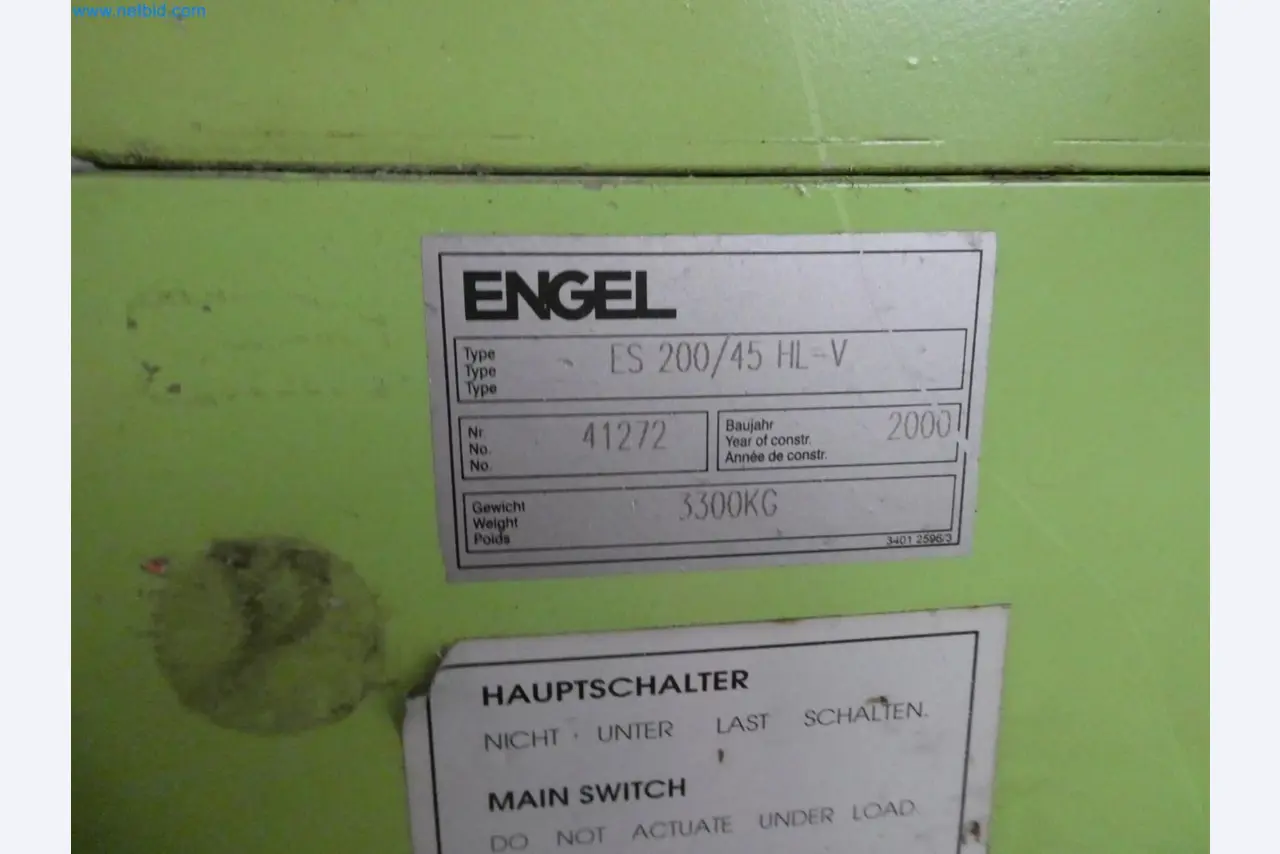 www.netbid.com
ENGEL
Type
Type
Type
ES 200/45 HL-V
Nr.
No.
No.
41272
Baujahr
Year of constr.
Année de constr.
2000
Gewicht
Weight
Poids
3300KG
3401 2596/3
HAUPTSCHALTER
NICHT UNTER LAST SCHALTEN.
MAIN SWITCH
DO NOT ACTUATE UNDER LOAD.